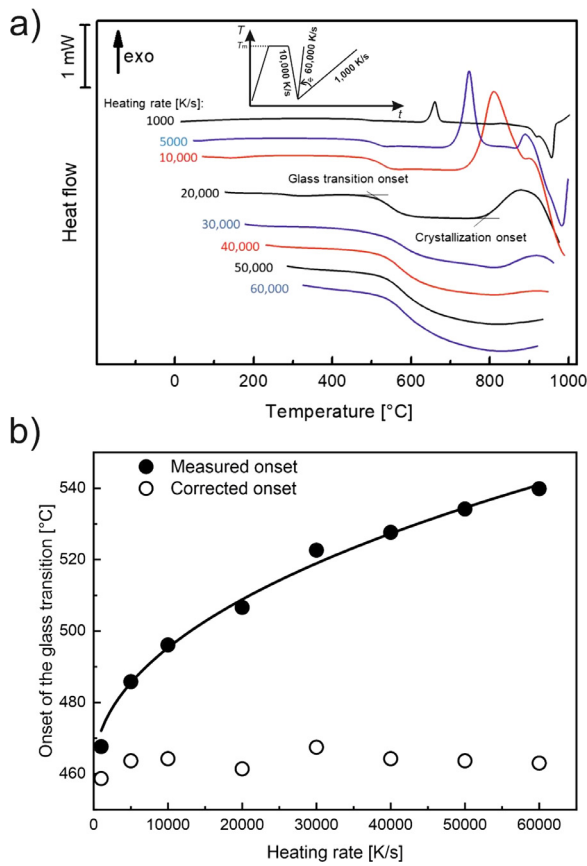 a)
1 mW
exo
T
Tm
10,000 K/s
60,000 K/s
1,000 K/s
t
Heating rate [K/s]:
1000
5000
10,000
20,000
30,000
40,000
50,000
60,000
Glass transition onset
Crystallization onset
Heat flow
0 200 400 600 800 1000
Temperature [°C]
b)
Measured onset
Corrected onset
Onset of the glass transition [°C]
540
520
500
480
460
0 10000 20000 30000 40000 50000 60000
Heating rate [K/s]